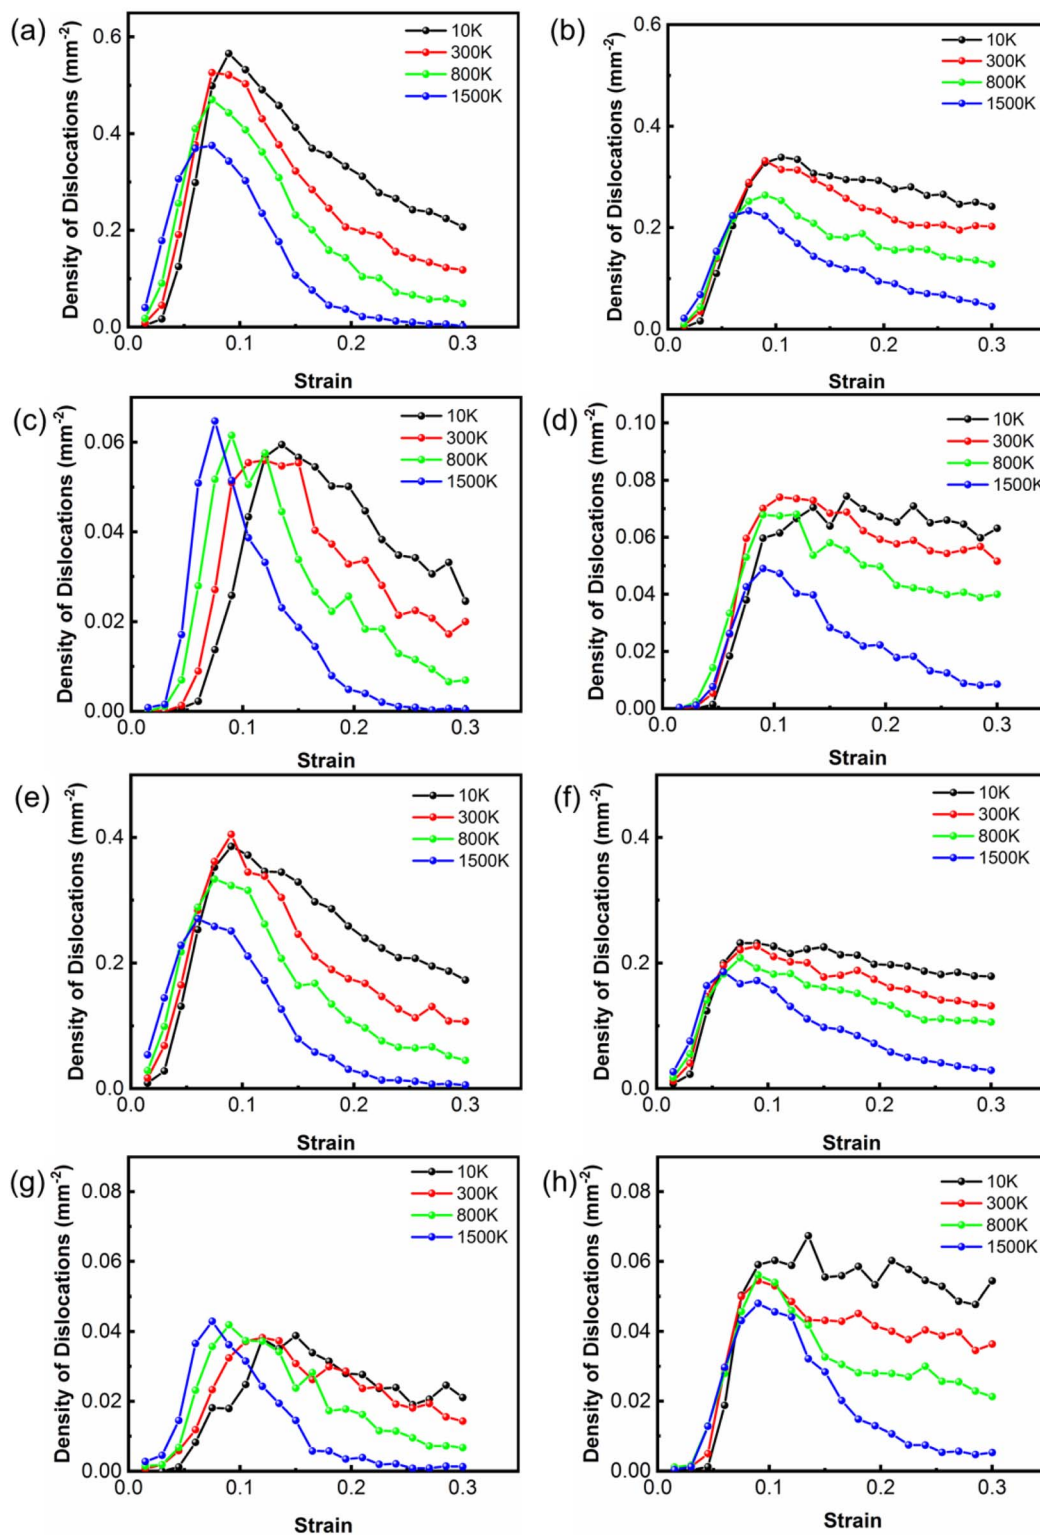 (a)
Density of Dislocations (mm⁻²)
0.6
0.4
0.2
0.0
0.0 0.1 0.2 0.3
Strain
10K
300K
800K
1500K
(b)
Density of Dislocations (mm⁻²)
0.6
0.4
0.2
0.0
0.0 0.1 0.2 0.3
Strain
10K
300K
800K
1500K
(c)
Density of Dislocations (mm⁻²)
0.06
0.04
0.02
0.00
0.0 0.1 0.2 0.3
Strain
10K
300K
800K
1500K
(d)
Density of Dislocations (mm⁻²)
0.10
0.08
0.06
0.04
0.02
0.00
0.0 0.1 0.2 0.3
Strain
10K
300K
800K
1500K
(e)
Density of Dislocations (mm⁻²)
0.4
0.2
0.0
0.0 0.1 0.2 0.3
Strain
10K
300K
800K
1500K
(f)
Density of Dislocations (mm⁻²)
0.4
0.2
0.0
0.0 0.1 0.2 0.3
Strain
10K
300K
800K
1500K
(g)
Density of Dislocations (mm⁻²)
0.08
0.06
0.04
0.02
0.00
0.0 0.1 0.2 0.3
Strain
10K
300K
800K
1500K
(h)
Density of Dislocations (mm⁻²)
0.08
0.06
0.04
0.02
0.00
0.0 0.1 0.2 0.3
Strain
10K
300K
800K
1500K